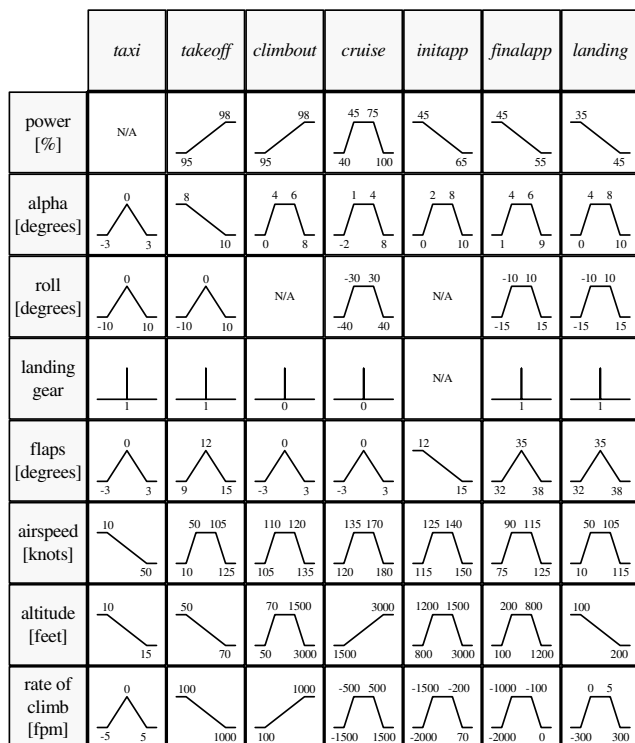 taxi takeoff climbout cruise initapp finalapp landing
power [%] N/A 95 98 95 98 40 45 75 100 45 65 45 55 35 45
alpha [degrees] -3 0 3 8 10 0 4 6 8 -2 1 4 8 0 2 8 10 1 4 6 9 0 4 8 10
roll [degrees] -10 0 10 -10 0 10 N/A -40 -30 30 40 N/A -15 -10 10 15 -15 -10 10 15
landing gear 1 1 0 0 N/A 1 1
flaps [degrees] -3 0 3 9 12 15 -3 0 3 -3 0 3 12 15 32 35 38 32 35 38
airspeed [knots] 10 50 10 50 105 125 105 110 120 135 120 135 170 180 115 125 140 150 75 90 115 125 10 50 105 115
altitude [feet] 10 15 50 70 50 70 1500 3000 1500 3000 800 1200 1500 3000 100 200 800 1200 100 200
rate of climb [fpm] -5 0 5 100 1000 100 1000 -1500 -500 500 1500 -2000 -1500 -200 70 -2000 -1000 -100 0 -300 0 5 300